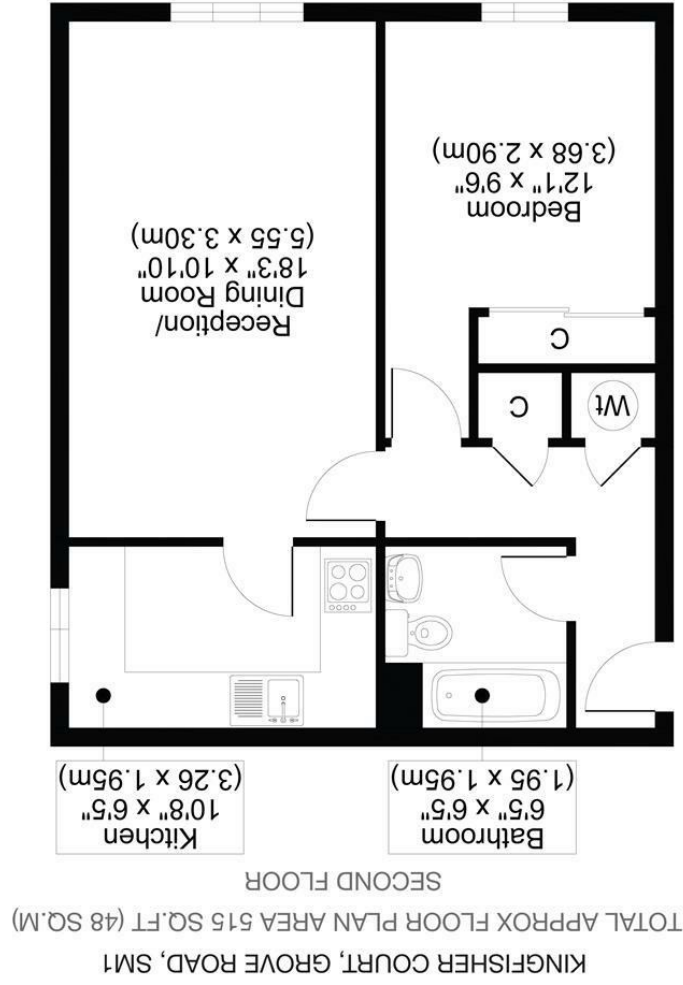 KINGFISHER COURT, GROVE ROAD, SM1
TOTAL APPROX FLOOR PLAN AREA 515 SQ.FT (48 SQ.M)
SECOND FLOOR
Kitchen
10'8" x 6'5"
(3.26 x 1.95m)
Bathroom
6'5" x 6'5"
(1.95 x 1.95m)
Wt
C
C
Reception/
Dining Room
18'3" x 10'10"
(5.55 x 3.30m)
Bedroom
12'1" x 9'6"
(3.68 x 2.90m)